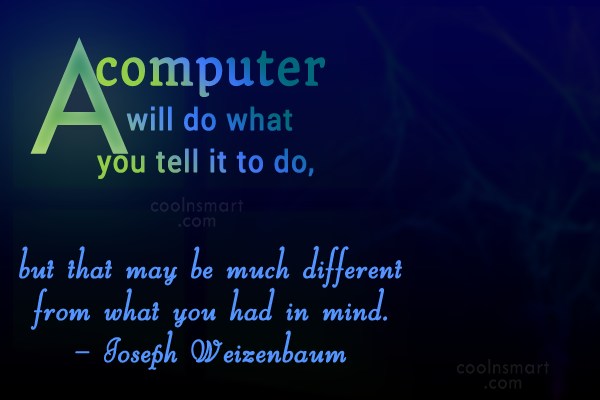 A computer
will do what
you tell it to do,
coolnsmart
.com
but that may be much different
from what you had in mind.
– Joseph Weizenbaum
coolnsmart
.com